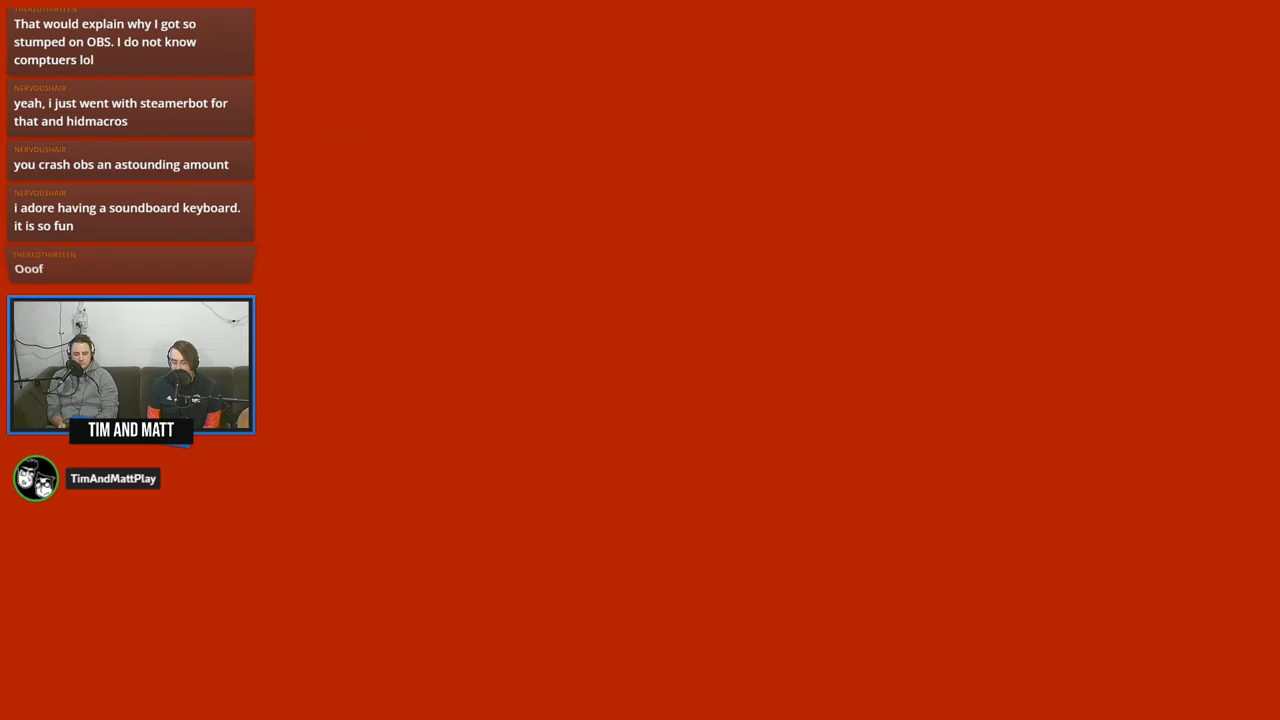 THEREDTHIRTEEN
That would explain why I got so
stumped on OBS. I do not know
comptuers lol
NERVOUSHAIR
yeah, i just went with steamerbot for
that and hidmacros
NERVOUSHAIR
you crash obs an astounding amount
NERVOUSHAIR
i adore having a soundboard keyboard.
it is so fun
THEREDTHIRTEEN
Ooof
TIM AND MATT
TimAndMattPlay